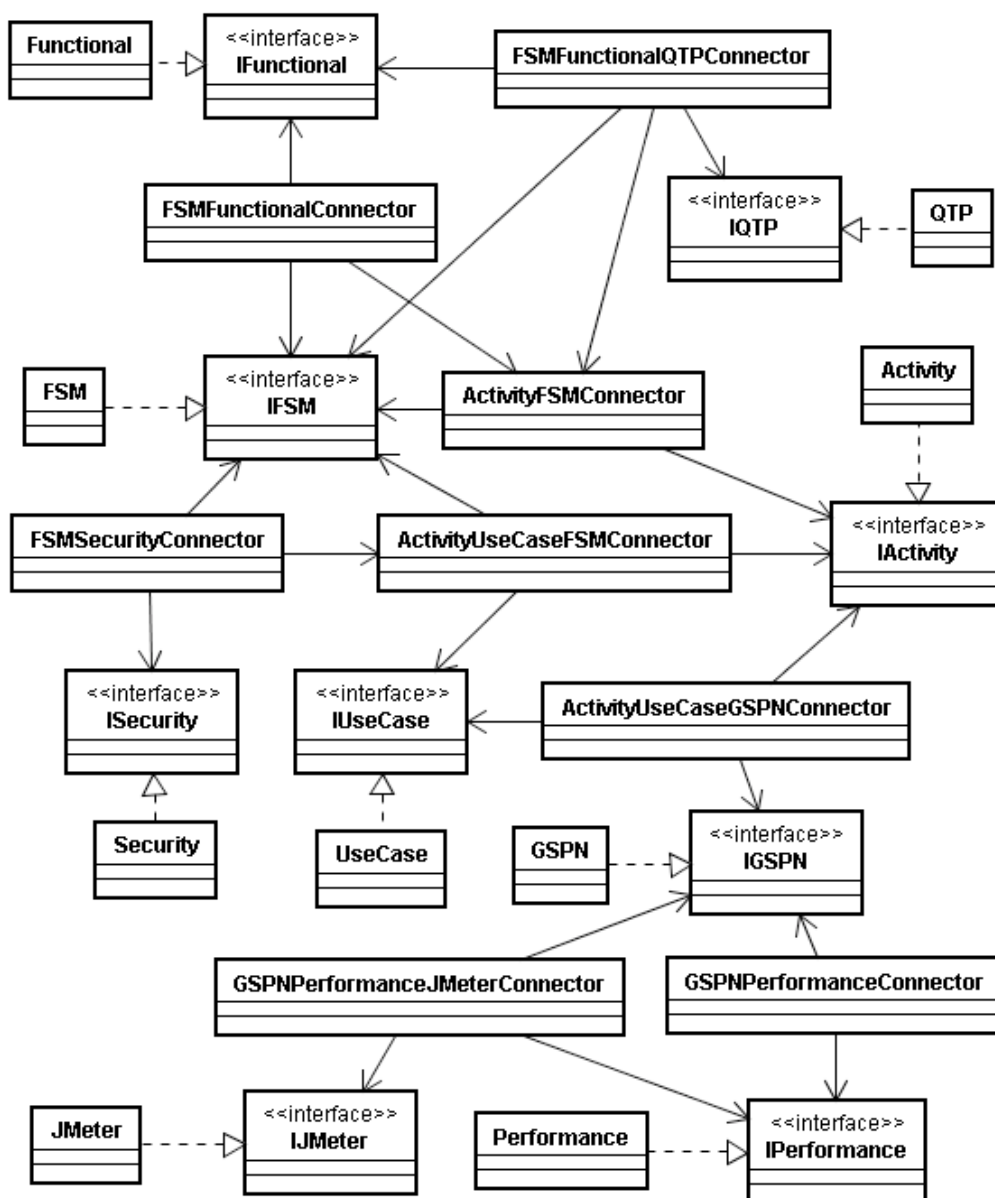 Functional
<<interface>>
IFunctional
FSMFunctionalQTPConnector
FSMFunctionalConnector
<<interface>>
IQTP
QTP
FSM
<<interface>>
IFSM
ActivityFSMConnector
Activity
FSMSecurityConnector
ActivityUseCaseFSMConnector
<<interface>>
IActivity
<<interface>>
ISecurity
<<interface>>
IUseCase
ActivityUseCaseGSPNConnector
Security
UseCase
GSPN
<<interface>>
IGSPN
GSPNPerformanceJMeterConnector
GSPNPerformanceConnector
JMeter
<<interface>>
IJMeter
Performance
<<interface>>
IPerformance